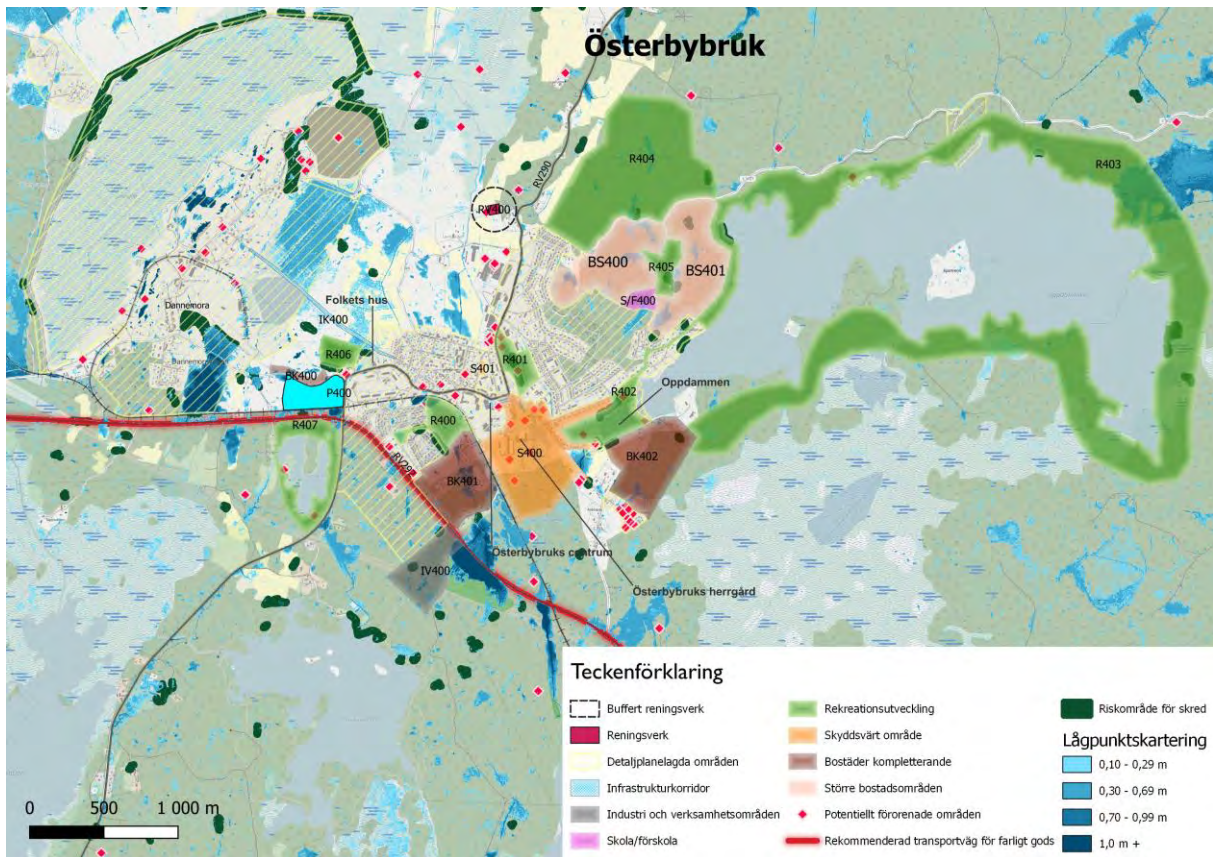 Österbybruk
R404
R403
RV290
RV400
BS400
R405
BS401
S/F400
Dannemora
Folkets hus
IK400
R406
R401
S401
BK400
P400
R402
Oppdammen
R400
R407
RV290
S400
BK402
BK401
Österbybruks centrum
IV400
Österbybruks herrgård
Teckenförklaring
Buffert reningsverk
Reningsverk
Detaljplanelagda områden
Infrastrukturkorridor
Industri och verksamhetsområden
Skola/förskola
Rekreationsutveckling
Skyddsvärt område
Bostäder kompletterande
Större bostadsområden
Potentiellt förorenade områden
Rekommenderad transportväg för farligt gods
Riskområde för skred
Lågpunktskartering
0,10 - 0,29 m
0,30 - 0,69 m
0,70 - 0,99 m
1,0 m +
0 500 1 000 m